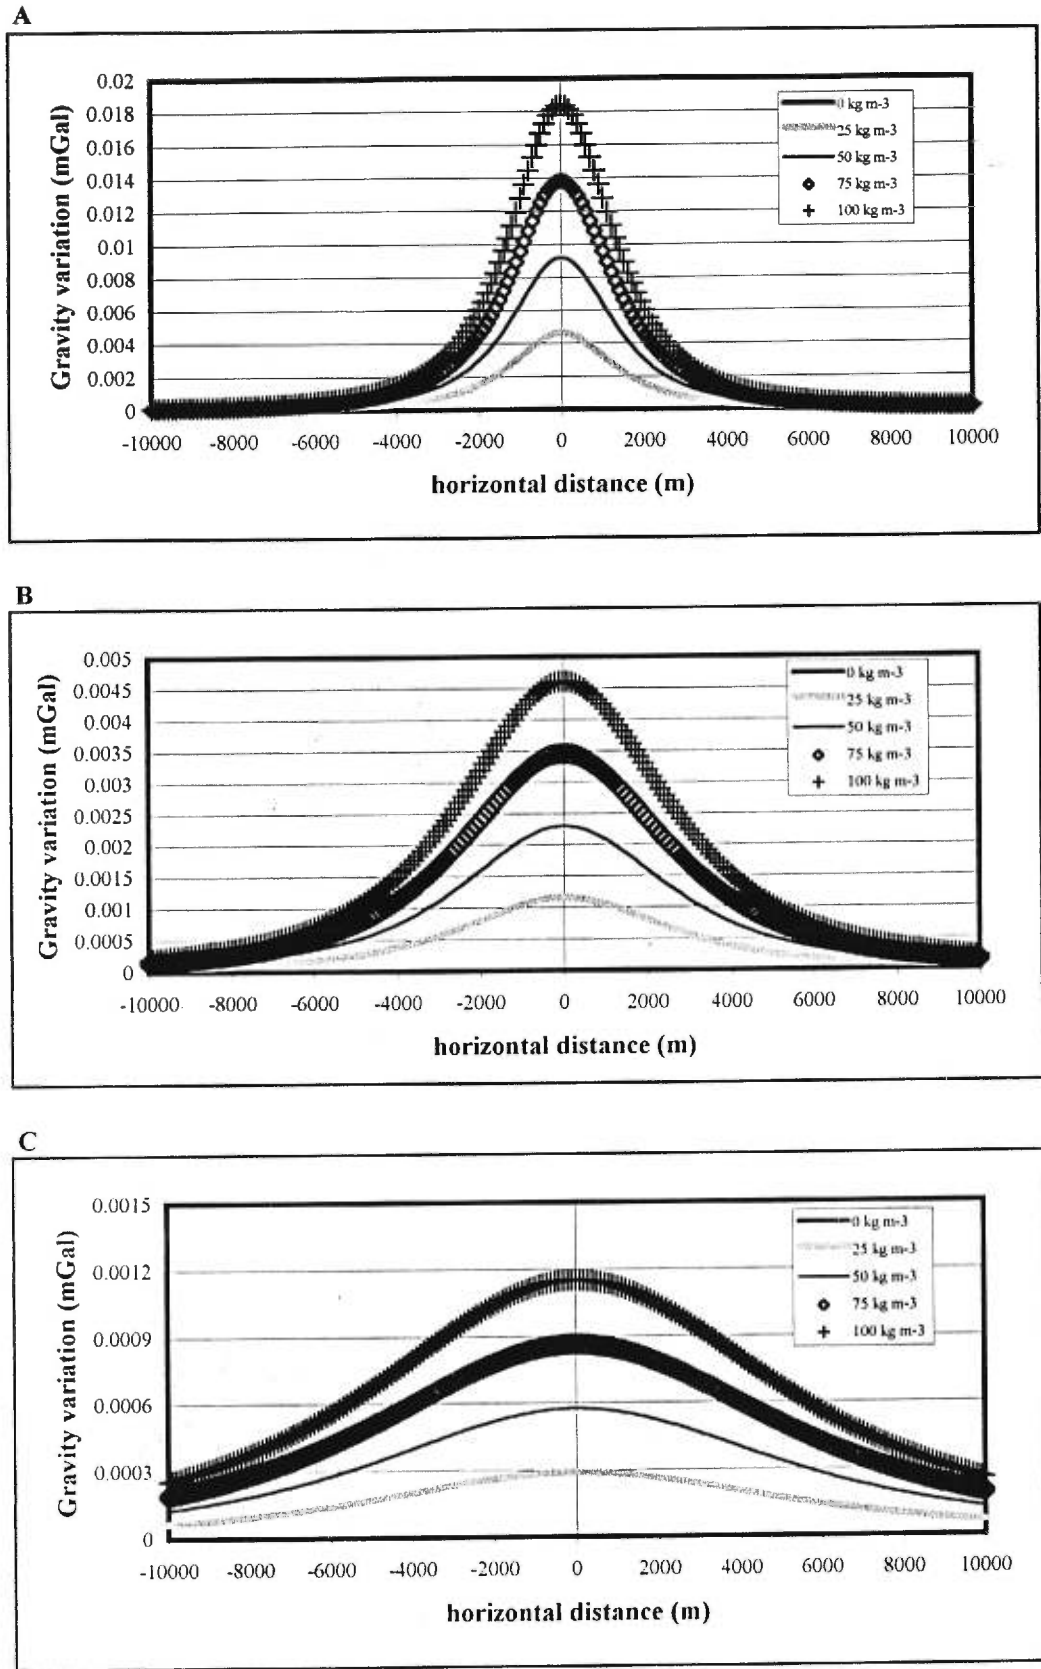 A
0.02
0.018
0.016
0.014
0.012
0.01
0.008
0.006
0.004
0.002
0
Gravity variation (mGal)
0 kg m-3
25 kg m-3
50 kg m-3
75 kg m-3
100 kg m-3
-10000 -8000 -6000 -4000 -2000 0 2000 4000 6000 8000 10000
horizontal distance (m)
B
0.005
0.0045
0.004
0.0035
0.003
0.0025
0.002
0.0015
0.001
0.0005
0
Gravity variation (mGal)
0 kg m-3
25 kg m-3
50 kg m-3
75 kg m-3
100 kg m-3
-10000 -8000 -6000 -4000 -2000 0 2000 4000 6000 8000 10000
horizontal distance (m)
C
0.0015
0.0012
0.0009
0.0006
0.0003
0
Gravity variation (mGal)
0 kg m-3
25 kg m-3
50 kg m-3
75 kg m-3
100 kg m-3
-10000 -8000 -6000 -4000 -2000 0 2000 4000 6000 8000 10000
horizontal distance (m)